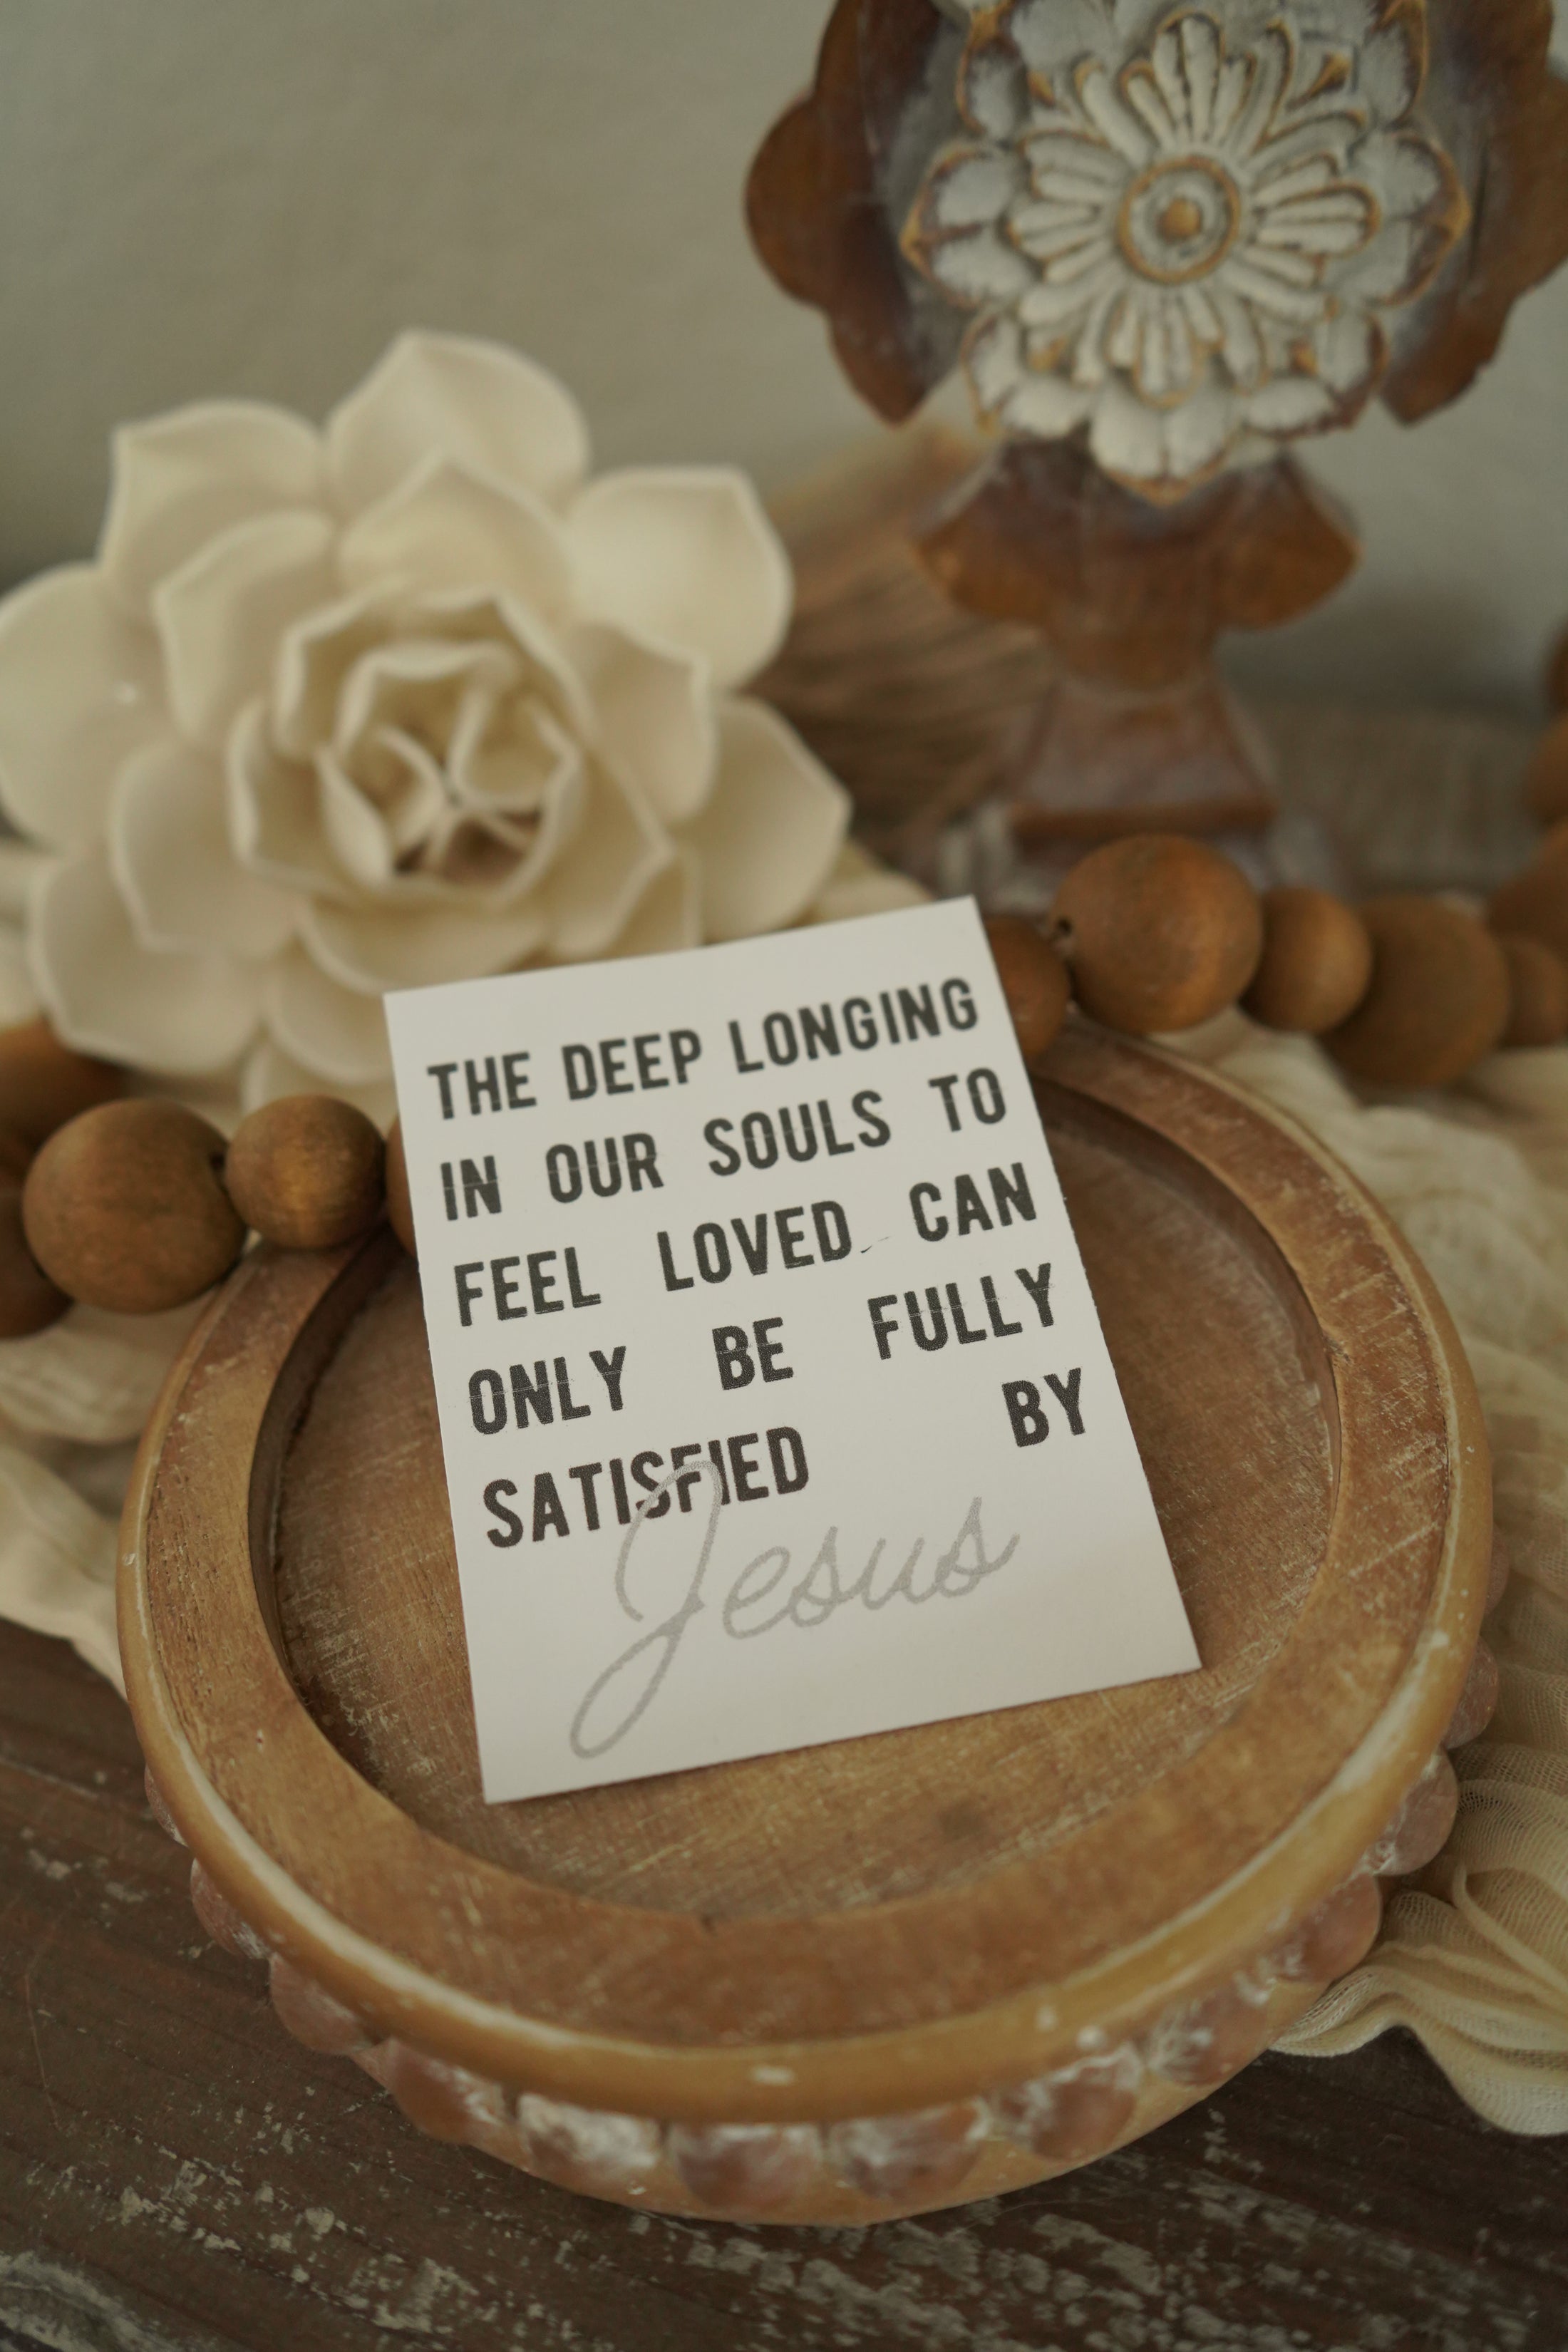 THE DEEP LONGING
IN OUR SOULS TO
FEEL LOVED CAN
ONLY BE FULLY
SATISFIED BY
Jesus